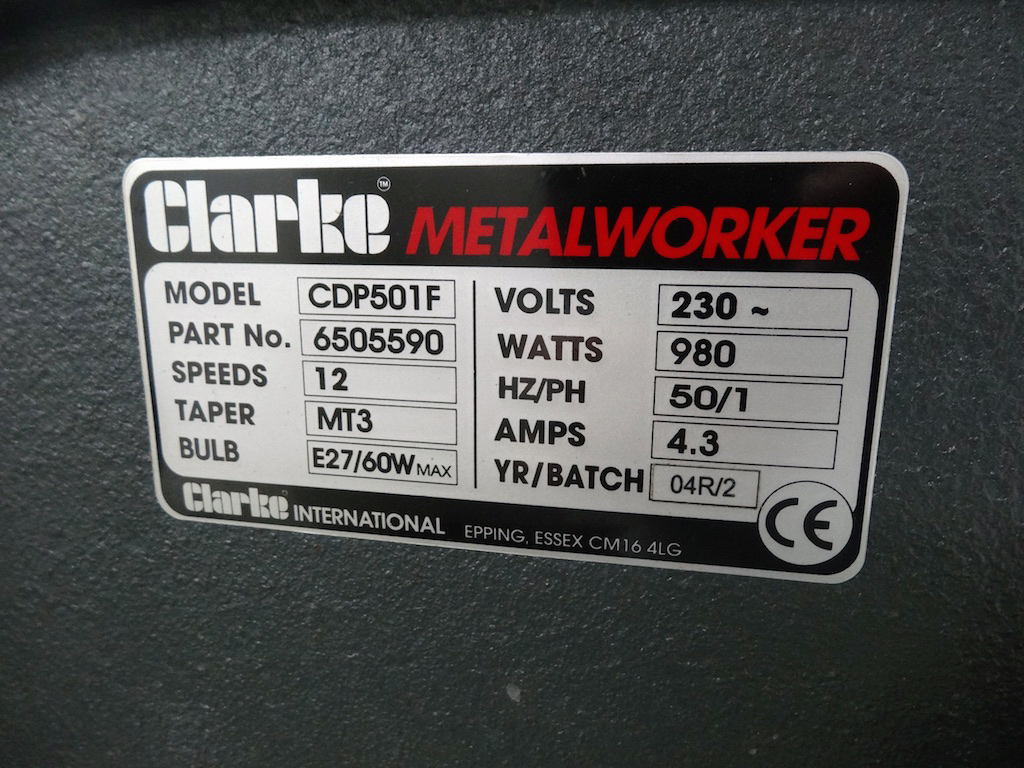 Clarke™ METALWORKER
MODEL CDP501F
PART No. 6505590
SPEEDS 12
TAPER MT3
BULB E27/60W MAX
VOLTS 230 ~
WATTS 980
HZ/PH 50/1
AMPS 4.3
YR/BATCH 04R/2
CE
Clarke INTERNATIONAL EPPING, ESSEX CM16 4LG